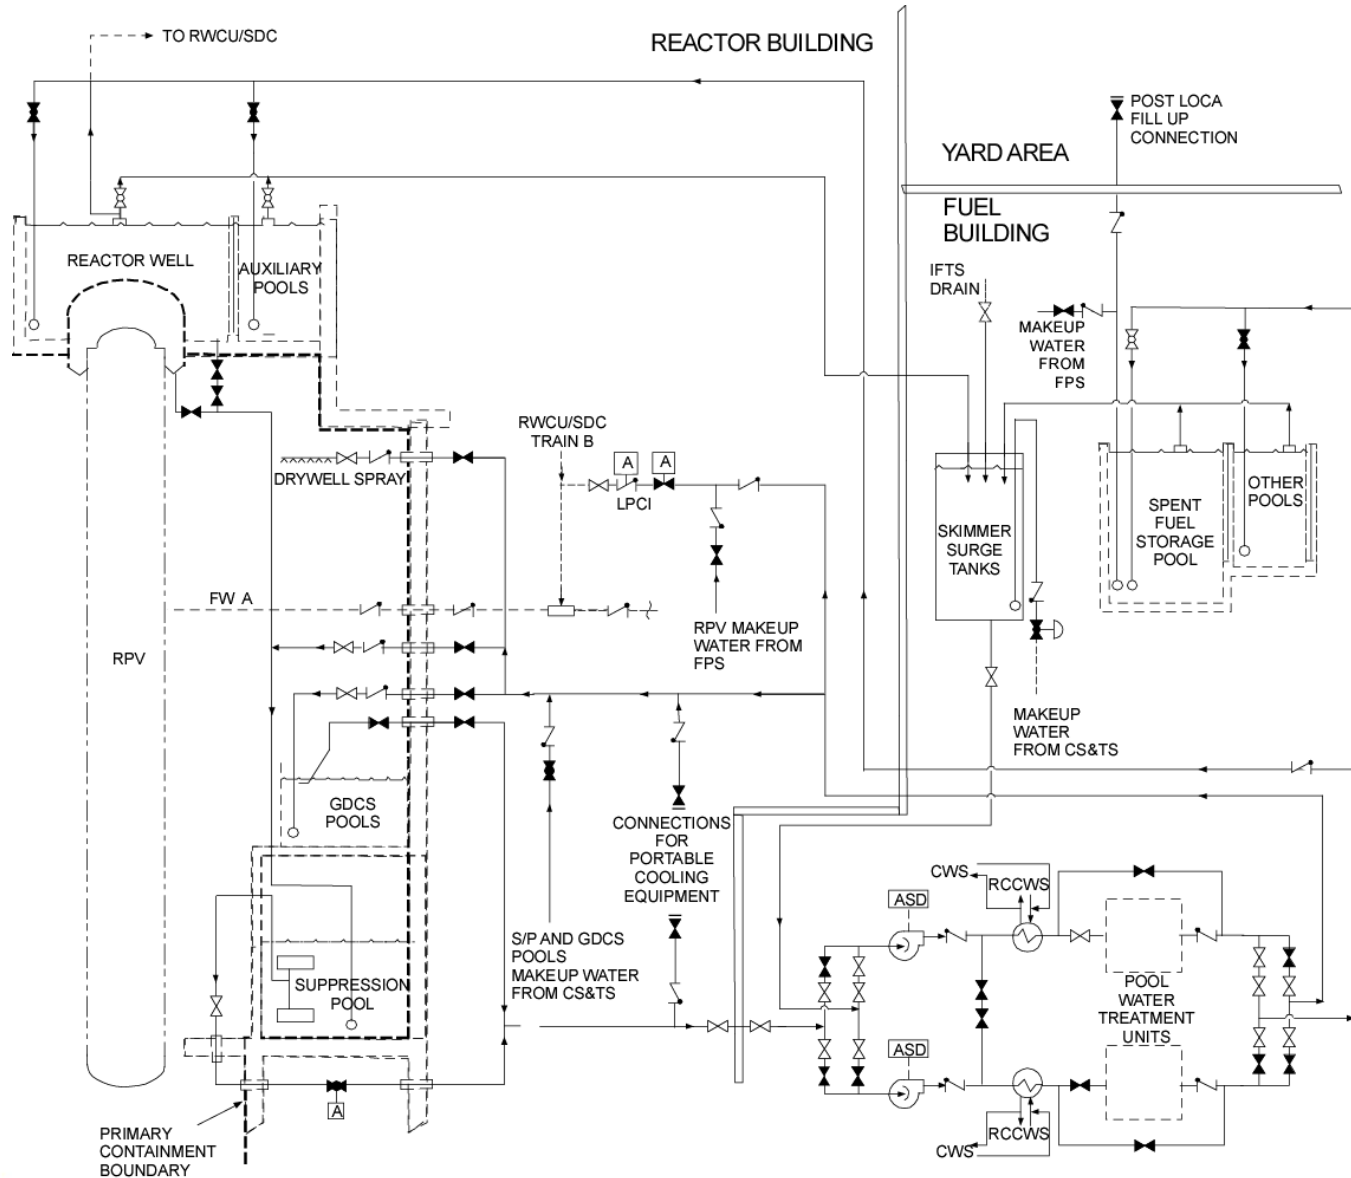 TO RWCU/SDC
REACTOR BUILDING
POST LOCA
FILL UP
CONNECTION
YARD AREA
FUEL
BUILDING
REACTOR WELL
AUXILIARY
POOLS
IFTS
DRAIN
MAKEUP
WATER
FROM
FPS
RWCU/SDC
TRAIN B
A
A
LPCI
DRYWELL SPRAY
SKIMMER
SURGE
TANKS
SPENT
FUEL
STORAGE
POOL
OTHER
POOLS
FW A
RPV
RPV MAKEUP
WATER FROM
FPS
MAKEUP
WATER
FROM CS&TS
GDCS
POOLS
CONNECTIONS
FOR
PORTABLE
COOLING
EQUIPMENT
S/P AND GDCS
POOLS
MAKEUP WATER
FROM CS&TS
SUPPRESSION
POOL
CWS
RCCWS
ASD
POOL
WATER
TREATMENT
UNITS
ASD
RCCWS
CWS
A
PRIMARY
CONTAINMENT
BOUNDARY